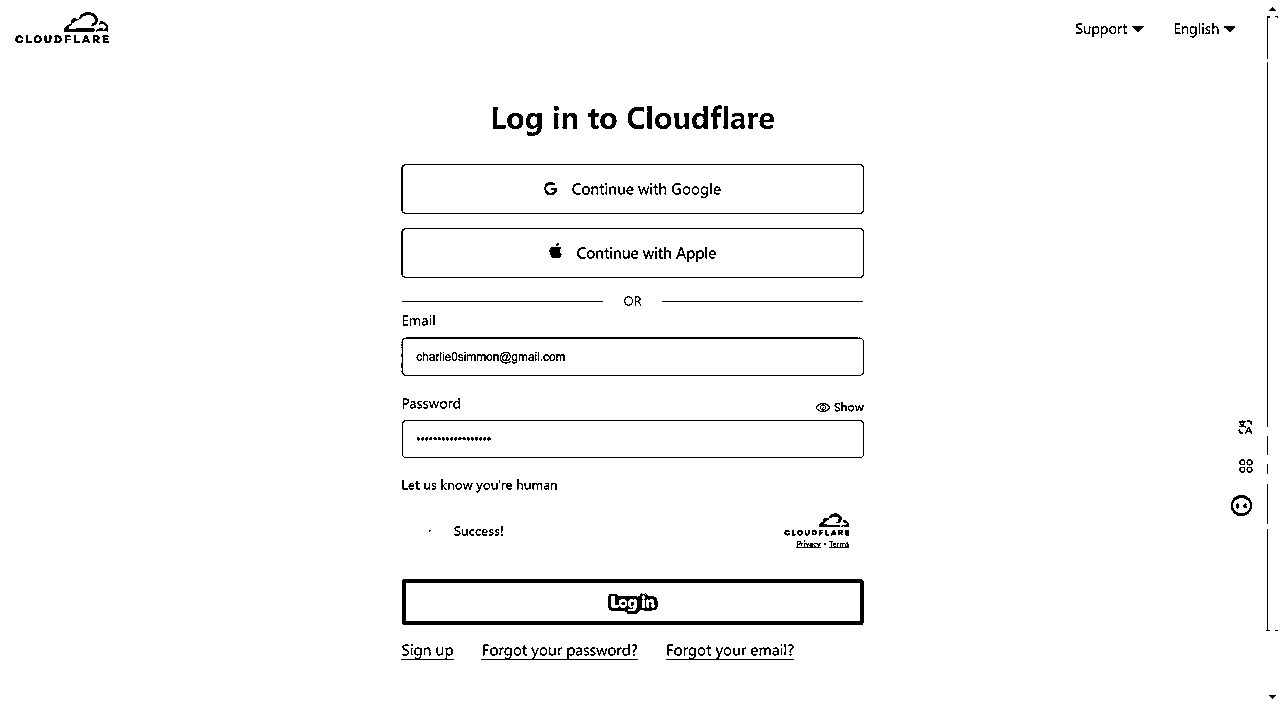 CLOUDFLARE
Support
English
Log in to Cloudflare
Continue with Google
Continue with Apple
OR
Email
charlie0simmon@gmail.com
Password
Show
••••••••••••••••••
Let us know you're human
Success!
CLOUDFLARE
Privacy • Terms
Log in
Sign up
Forgot your password?
Forgot your email?